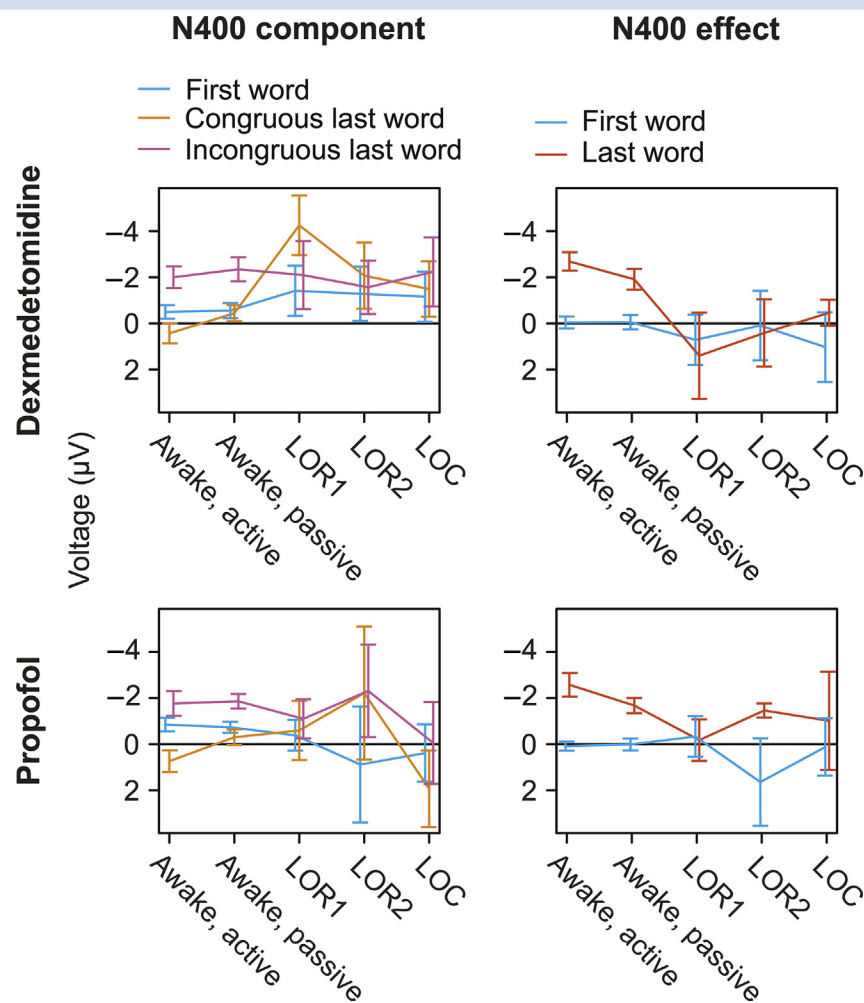 N400 component
N400 effect
First word
Congruous last word
Incongruous last word
First word
Last word
Dexmedetomidine
Voltage (µV)
–4
–2
0
2
Awake, active
Awake, passive
LOR1
LOR2
LOC
–4
–2
0
2
Awake, active
Awake, passive
LOR1
LOR2
LOC
Propofol
–4
–2
0
2
Awake, active
Awake, passive
LOR1
LOR2
LOC
–4
–2
0
2
Awake, active
Awake, passive
LOR1
LOR2
LOC